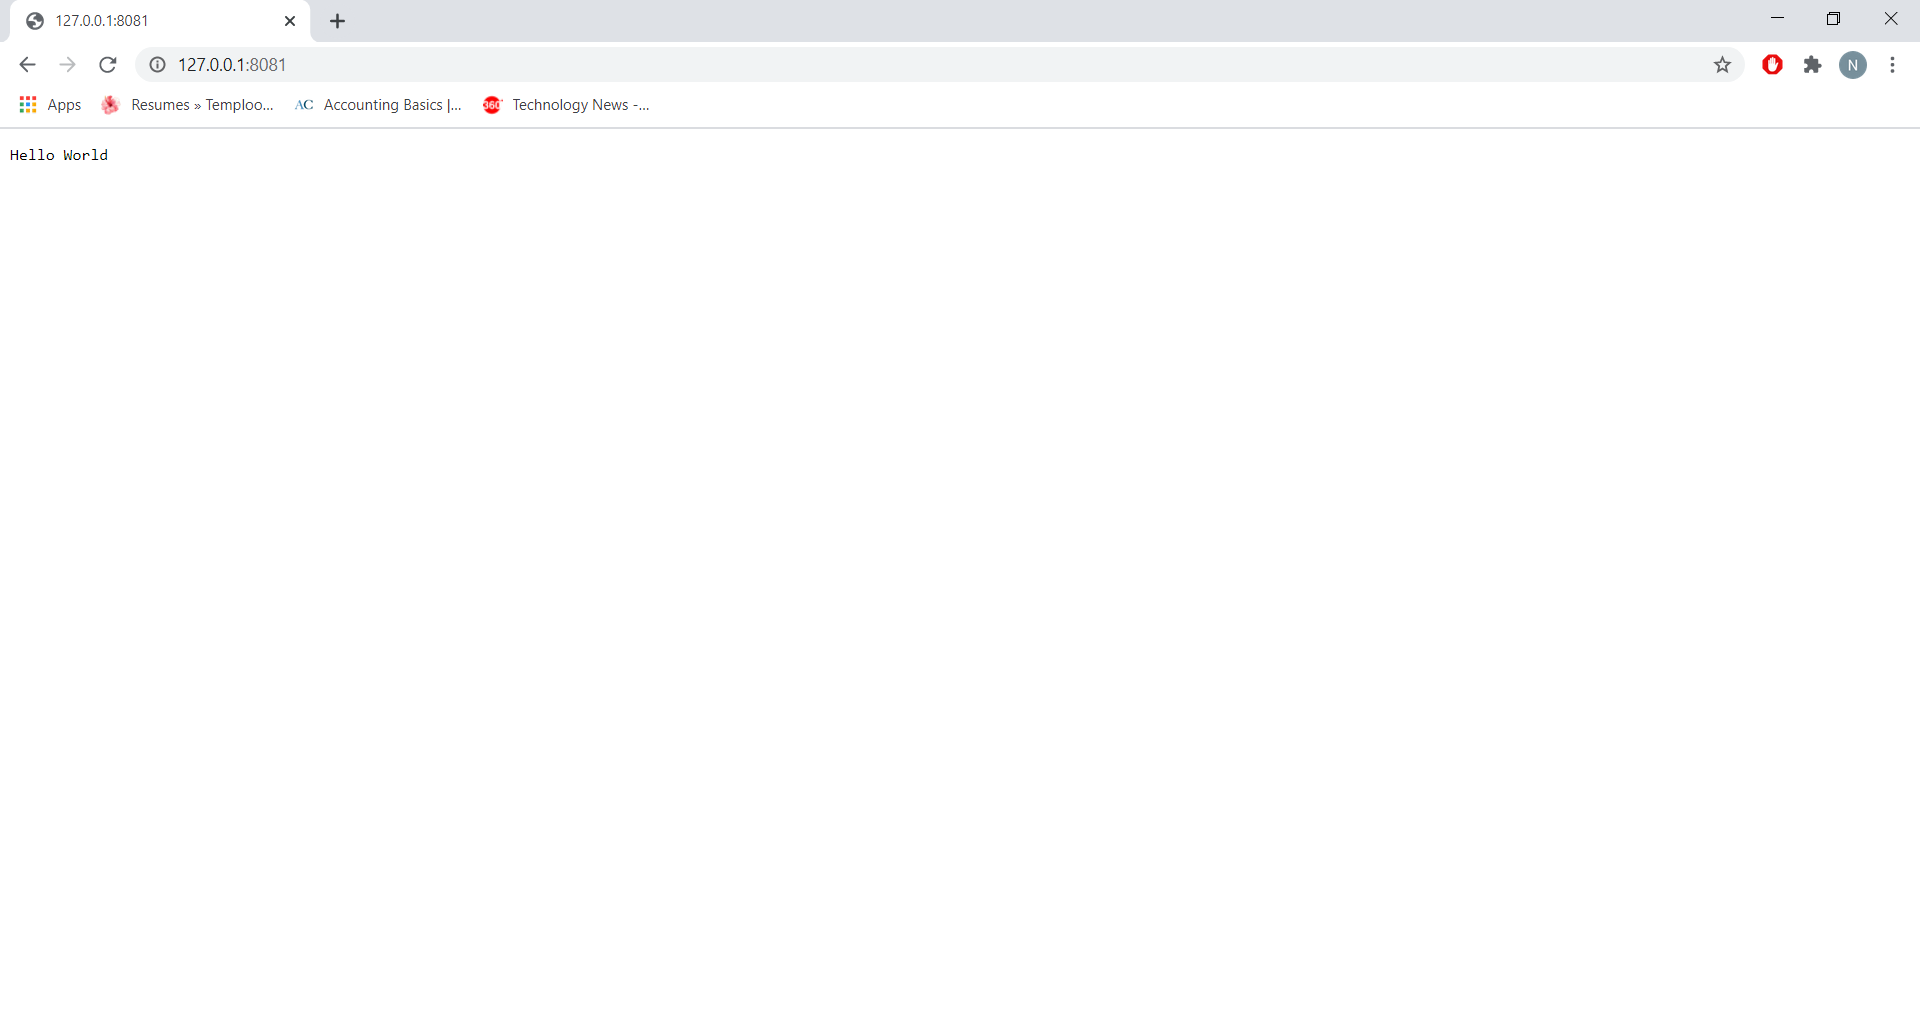 127.0.0.1:8081
127.0.0.1:8081
N
Apps Resumes » Temploo... AC Accounting Basics |... 360° Technology News -...
Hello World